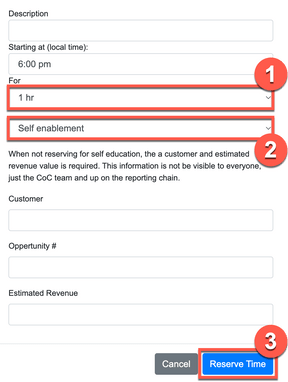 Description
Starting at (local time):
6:00 pm
1
For
1 hr
Self enablement
2
When not reserving for self education, the a customer and estimated
revenue value is required. This information is not be visible to everyone,
just the CoC team and up on the reporting chain.
Customer
Opportunity #
Estimated Revenue
3
Cancel
Reserve Time